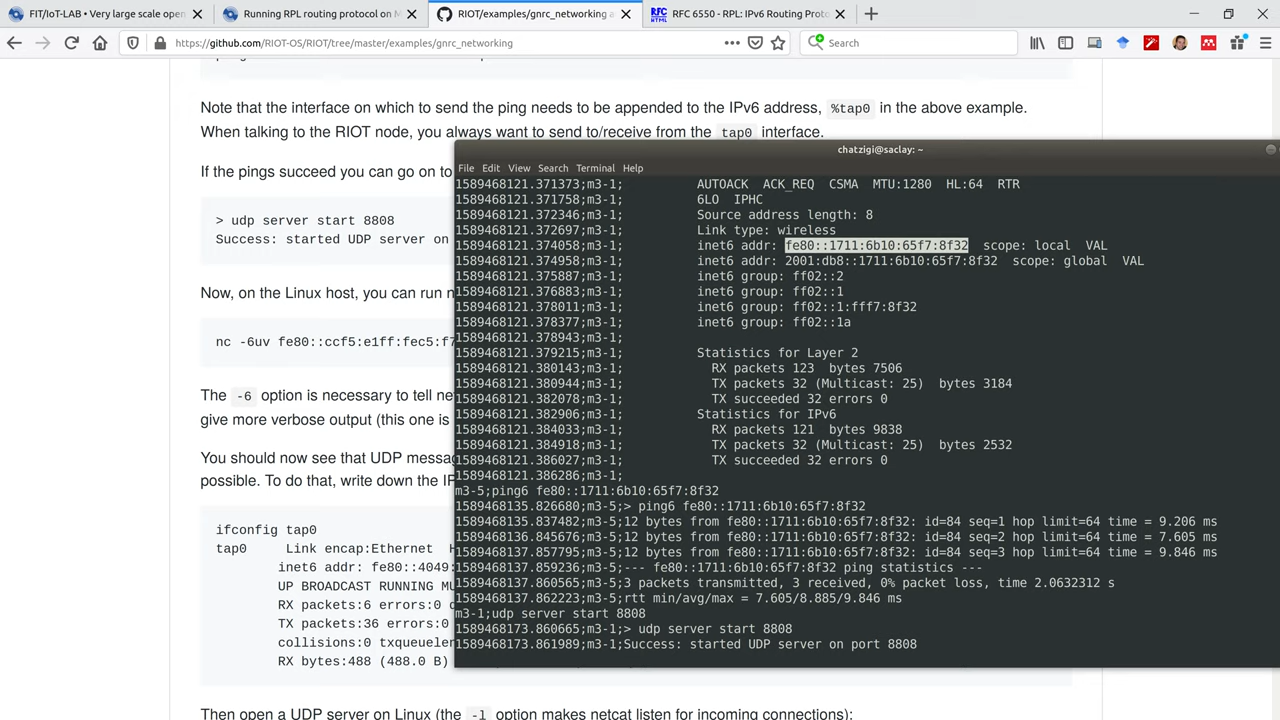 FIT/IoT-LAB • Very large scale open
Running RPL routing protocol on M
RIOT/examples/gnrc_networking a
RFC 6550 - RPL: IPv6 Routing Proto
https://github.com/RIOT-OS/RIOT/tree/master/examples/gnrc_networking
Search
Note that the interface on which to send the ping needs to be appended to the IPv6 address, %tap0 in the above example.
When talking to the RIOT node, you always want to send to/receive from the tap0 interface.
If the pings succeed you can go on to
> udp server start 8808
Success: started UDP server on
Now, on the Linux host, you can run n
nc -6uv fe80::ccf5:e1ff:fec5:f7
The -6 option is necessary to tell ne
give more verbose output (this one is
You should now see that UDP messag
possible. To do that, write down the IP
ifconfig tap0
tap0 Link encap:Ethernet H
inet6 addr: fe80::4049:
UP BROADCAST RUNNING MU
RX packets:6 errors:0 d
TX packets:36 errors:0
collisions:0 txqueuelen
RX bytes:488 (488.0 B)
Then open a UDP server on Linux (the -l option makes netcat listen for incoming connections):
chatzigi@saclay: ~
File Edit View Search Terminal Help
1589468121.371373;m3-1; AUTOACK ACK_REQ CSMA MTU:1280 HL:64 RTR
1589468121.371758;m3-1; 6LO IPHC
1589468121.372346;m3-1; Source address length: 8
1589468121.372697;m3-1; Link type: wireless
1589468121.374058;m3-1; inet6 addr: fe80::1711:6b10:65f7:8f32 scope: local VAL
1589468121.374958;m3-1; inet6 addr: 2001:db8::1711:6b10:65f7:8f32 scope: global VAL
1589468121.375887;m3-1; inet6 group: ff02::2
1589468121.376883;m3-1; inet6 group: ff02::1
1589468121.378011;m3-1; inet6 group: ff02::1:fff7:8f32
1589468121.378377;m3-1; inet6 group: ff02::1a
1589468121.378943;m3-1;
1589468121.379215;m3-1; Statistics for Layer 2
1589468121.380143;m3-1; RX packets 123 bytes 7506
1589468121.380944;m3-1; TX packets 32 (Multicast: 25) bytes 3184
1589468121.382078;m3-1; TX succeeded 32 errors 0
1589468121.382906;m3-1; Statistics for IPv6
1589468121.384033;m3-1; RX packets 121 bytes 9838
1589468121.384918;m3-1; TX packets 32 (Multicast: 25) bytes 2532
1589468121.386027;m3-1; TX succeeded 32 errors 0
1589468121.386286;m3-1;
m3-5;ping6 fe80::1711:6b10:65f7:8f32
1589468135.826680;m3-5;> ping6 fe80::1711:6b10:65f7:8f32
1589468135.837482;m3-5;12 bytes from fe80::1711:6b10:65f7:8f32: id=84 seq=1 hop limit=64 time = 9.206 ms
1589468136.845676;m3-5;12 bytes from fe80::1711:6b10:65f7:8f32: id=84 seq=2 hop limit=64 time = 7.605 ms
1589468137.857795;m3-5;12 bytes from fe80::1711:6b10:65f7:8f32: id=84 seq=3 hop limit=64 time = 9.846 ms
1589468137.859236;m3-5;--- fe80::1711:6b10:65f7:8f32 ping statistics ---
1589468137.860565;m3-5;3 packets transmitted, 3 received, 0% packet loss, time 2.0632312 s
1589468137.862223;m3-5;rtt min/avg/max = 7.605/8.885/9.846 ms
m3-1;udp server start 8808
1589468173.860665;m3-1;> udp server start 8808
1589468173.861989;m3-1;Success: started UDP server on port 8808